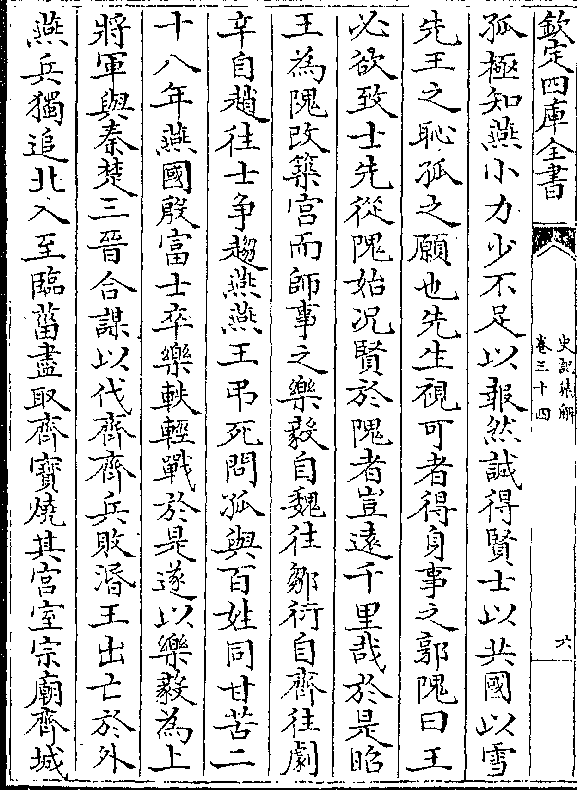 欽定四庫全書
史記集解
卷三十四
六
孤極知燕小力少不足以報然誠得賢士以共國以雪
先王之恥孤之願也先生視可者得身事之郭隗曰王
必欲致士先從隗始况賢於隗者豈遠千里哉於是昭
王為隗改築宮而師事之樂毅自魏往鄒衍自齊往劇
辛自趙往士争趨燕燕王弔死問孤與百姓同甘苦二
十八年燕國殷富士卒樂軼輕戰於是遂以樂毅為上
將軍與秦楚三晉合謀以伐齊齊兵敗湣王出亡於外
燕兵獨追北入至臨菑盡取齊寳燒其宮室宗廟齊城